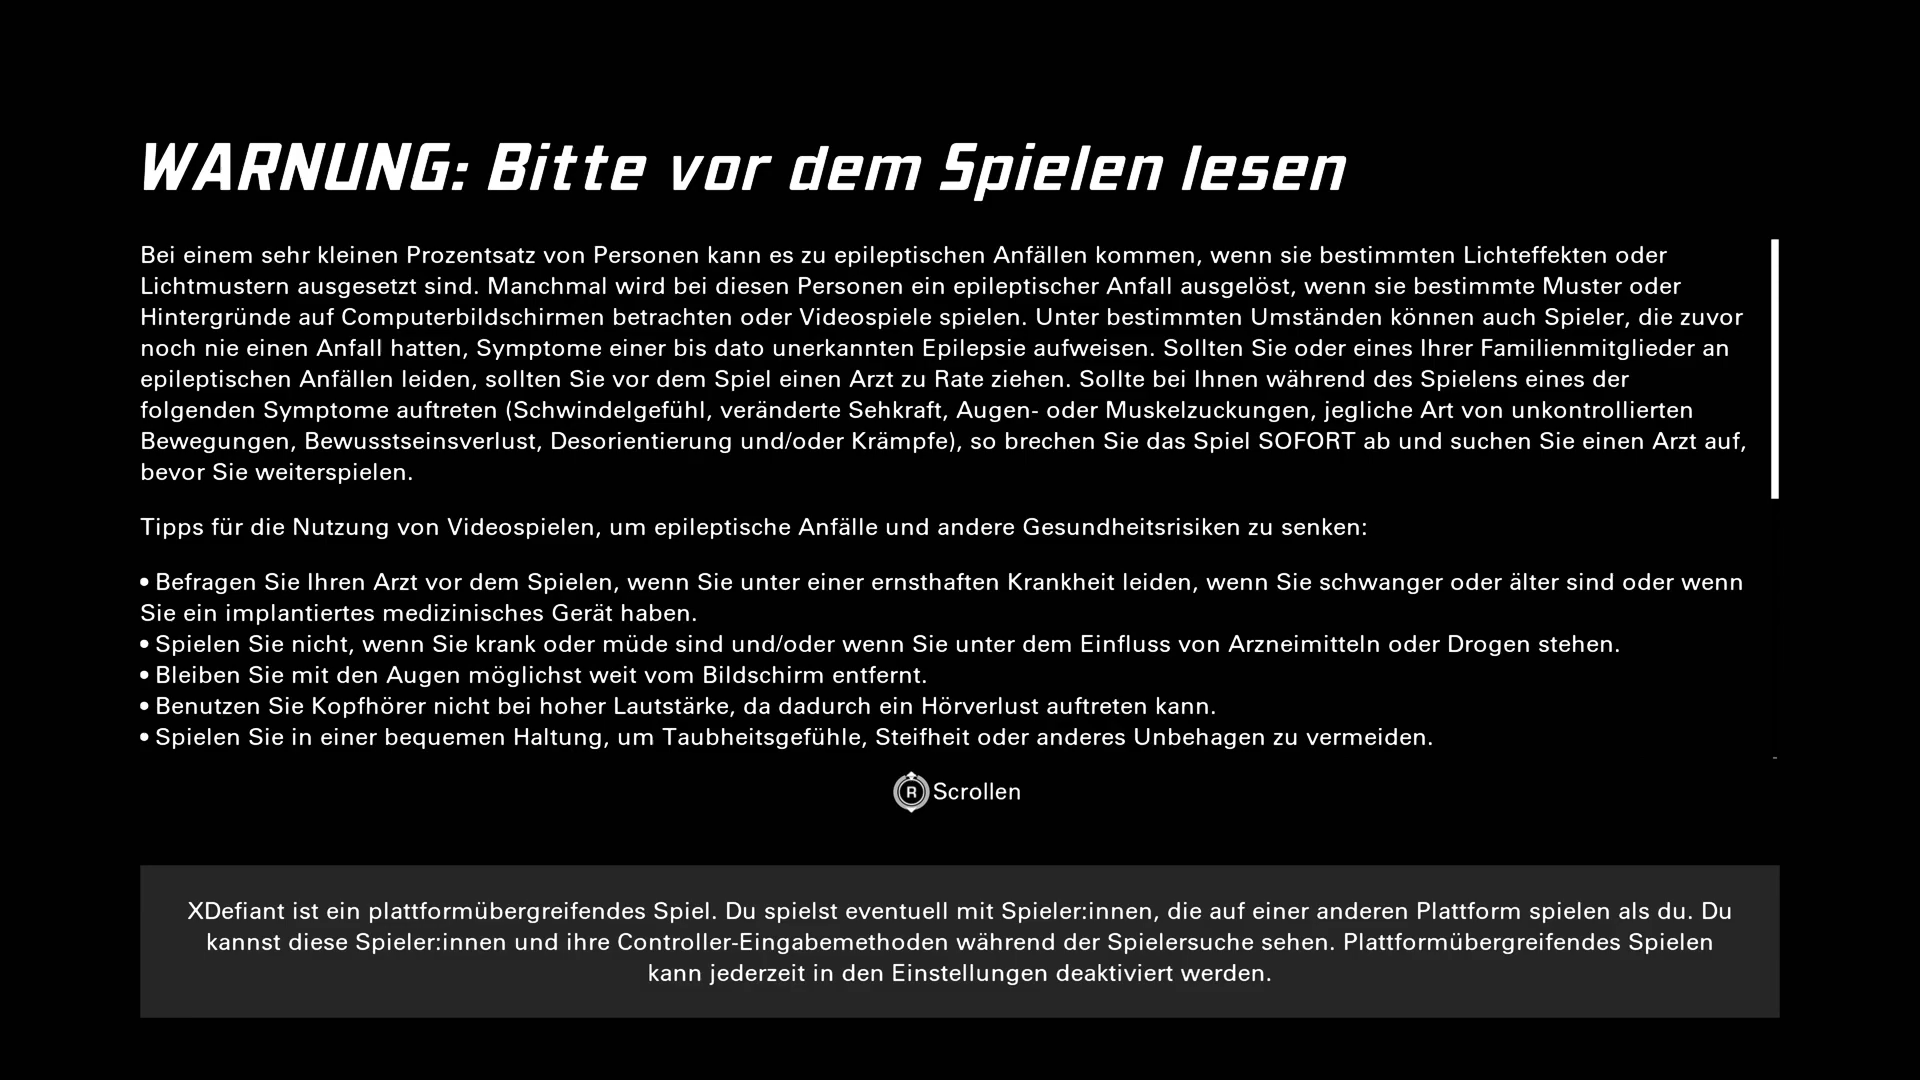 WARNUNG: Bitte vor dem Spielen lesen
Bei einem sehr kleinen Prozentsatz von Personen kann es zu epileptischen Anfällen kommen, wenn sie bestimmten Lichteffekten oder
Lichtmustern ausgesetzt sind. Manchmal wird bei diesen Personen ein epileptischer Anfall ausgelöst, wenn sie bestimmte Muster oder
Hintergründe auf Computerbildschirmen betrachten oder Videospiele spielen. Unter bestimmten Umständen können auch Spieler, die zuvor
noch nie einen Anfall hatten, Symptome einer bis dato unerkannten Epilepsie aufweisen. Sollten Sie oder eines Ihrer Familienmitglieder an
epileptischen Anfällen leiden, sollten Sie vor dem Spiel einen Arzt zu Rate ziehen. Sollte bei Ihnen während des Spielens eines der
folgenden Symptome auftreten (Schwindelgefühl, veränderte Sehkraft, Augen- oder Muskelzuckungen, jegliche Art von unkontrollierten
Bewegungen, Bewusstseinsverlust, Desorientierung und/oder Krämpfe), so brechen Sie das Spiel SOFORT ab und suchen Sie einen Arzt auf,
bevor Sie weiterspielen.
Tipps für die Nutzung von Videospielen, um epileptische Anfälle und andere Gesundheitsrisiken zu senken:
• Befragen Sie Ihren Arzt vor dem Spielen, wenn Sie unter einer ernsthaften Krankheit leiden, wenn Sie schwanger oder älter sind oder wenn
Sie ein implantiertes medizinisches Gerät haben.
• Spielen Sie nicht, wenn Sie krank oder müde sind und/oder wenn Sie unter dem Einfluss von Arzneimitteln oder Drogen stehen.
• Bleiben Sie mit den Augen möglichst weit vom Bildschirm entfernt.
• Benutzen Sie Kopfhörer nicht bei hoher Lautstärke, da dadurch ein Hörverlust auftreten kann.
• Spielen Sie in einer bequemen Haltung, um Taubheitsgefühle, Steifheit oder anderes Unbehagen zu vermeiden.
R Scrollen
XDefiant ist ein plattformübergreifendes Spiel. Du spielst eventuell mit Spieler:innen, die auf einer anderen Plattform spielen als du. Du
kannst diese Spieler:innen und ihre Controller-Eingabemethoden während der Spielersuche sehen. Plattformübergreifendes Spielen
kann jederzeit in den Einstellungen deaktiviert werden.